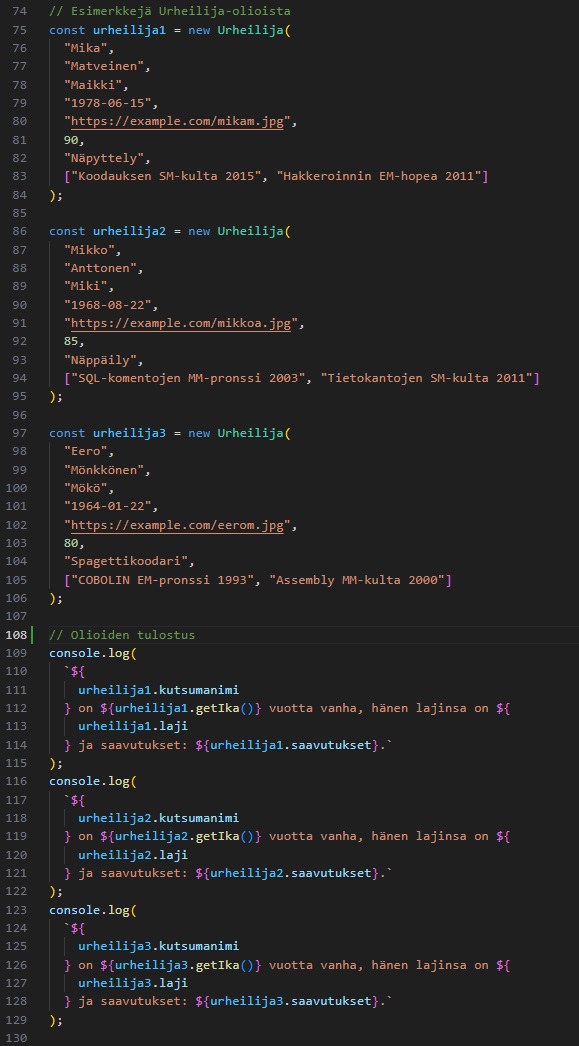 74 // Esimerkkejä Urheilija-olioista
75 const urheilija1 = new Urheilija(
76   "Mika",
77   "Matveinen",
78   "Maikki",
79   "1978-06-15",
80   "https://example.com/mikam.jpg",
81   90,
82   "Näpyttely",
83   ["Koodauksen SM-kulta 2015", "Hakkeroinnin EM-hopea 2011"]
84 );
85
86 const urheilija2 = new Urheilija(
87   "Mikko",
88   "Anttonen",
89   "Miki",
90   "1968-08-22",
91   "https://example.com/mikkoa.jpg",
92   85,
93   "Näppäily",
94   ["SQL-komentojen MM-pronssi 2003", "Tietokantojen SM-kulta 2011"]
95 );
96
97 const urheilija3 = new Urheilija(
98   "Eero",
99   "Mönkkönen",
100   "Mökö",
101   "1964-01-22",
102   "https://example.com/eerom.jpg",
103   80,
104   "Spagettikoodari",
105   ["COBOLIN EM-pronssi 1993", "Assembly MM-kulta 2000"]
106 );
107
108 // Olioiden tulostus
109 console.log(
110   `${
111     urheilija1.kutsumanimi
112   } on ${urheilija1.getIka()} vuotta vanha, hänen lajinsa on ${
113     urheilija1.laji
114   } ja saavutukset: ${urheilija1.saavutukset}.`
115 );
116 console.log(
117   `${
118     urheilija2.kutsumanimi
119   } on ${urheilija2.getIka()} vuotta vanha, hänen lajinsa on ${
120     urheilija2.laji
121   } ja saavutukset: ${urheilija2.saavutukset}.`
122 );
123 console.log(
124   `${
125     urheilija3.kutsumanimi
126   } on ${urheilija3.getIka()} vuotta vanha, hänen lajinsa on ${
127     urheilija3.laji
128   } ja saavutukset: ${urheilija3.saavutukset}.`
129 );
130